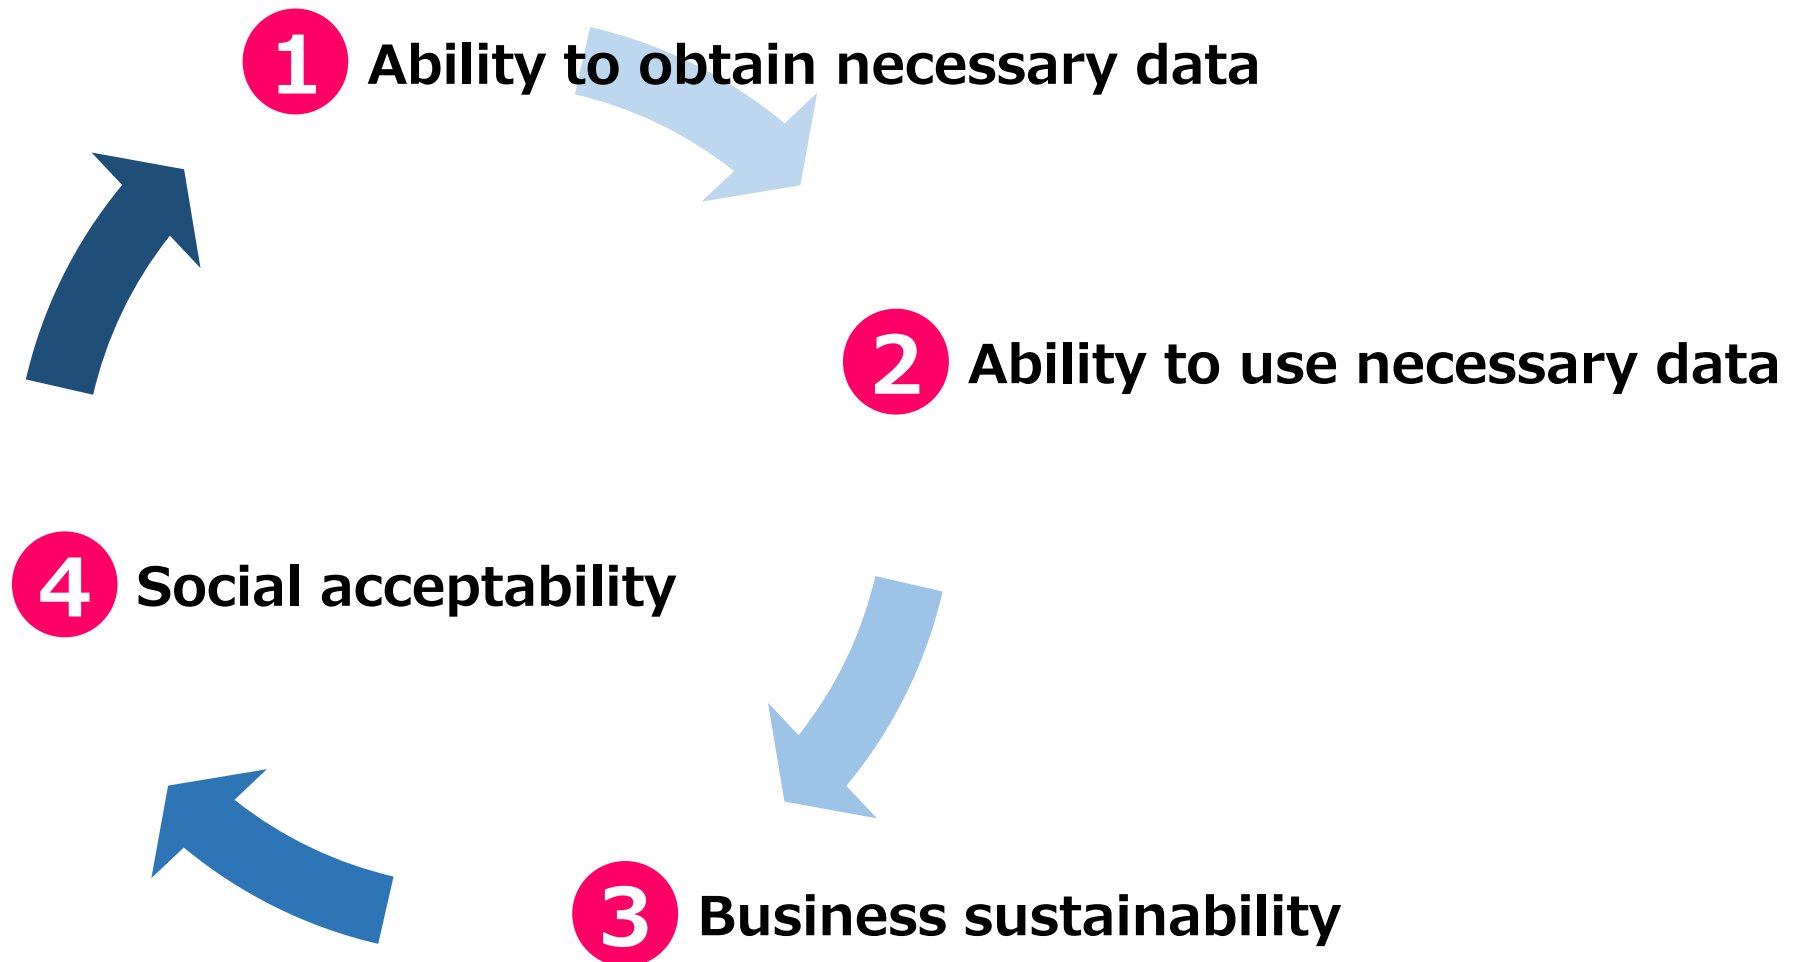 1 Ability to obtain necessary data
2 Ability to use necessary data
3 Business sustainability
4 Social acceptability